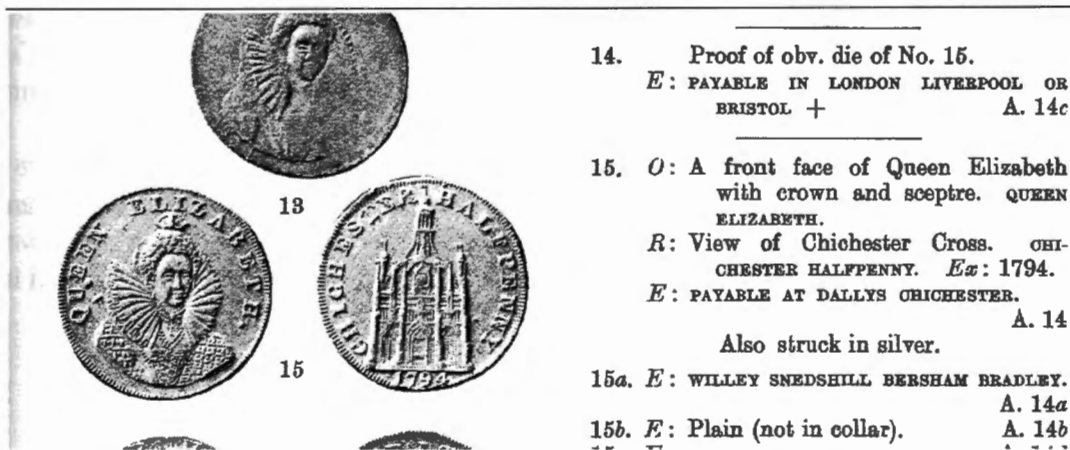 14. Proof of obv. die of No. 15.
E: PAYABLE IN LONDON LIVERPOOL OR
BRISTOL + A. 14c
15. O: A front face of Queen Elizabeth
with crown and sceptre. QUEEN
ELIZABETH.
R: View of Chichester Cross. CHI-
CHESTER HALFPENNY. Ex: 1794.
E: PAYABLE AT DALLYS CHICHESTER.
A. 14
Also struck in silver.
15a. E: WILLEY SNEDSHILL BERSHAM BRADLEY.
A. 14a
15b. E: Plain (not in collar). A. 14b
13
QUEEN ELIZABETH.
CHICHESTER HALFPENNY.
1794
15